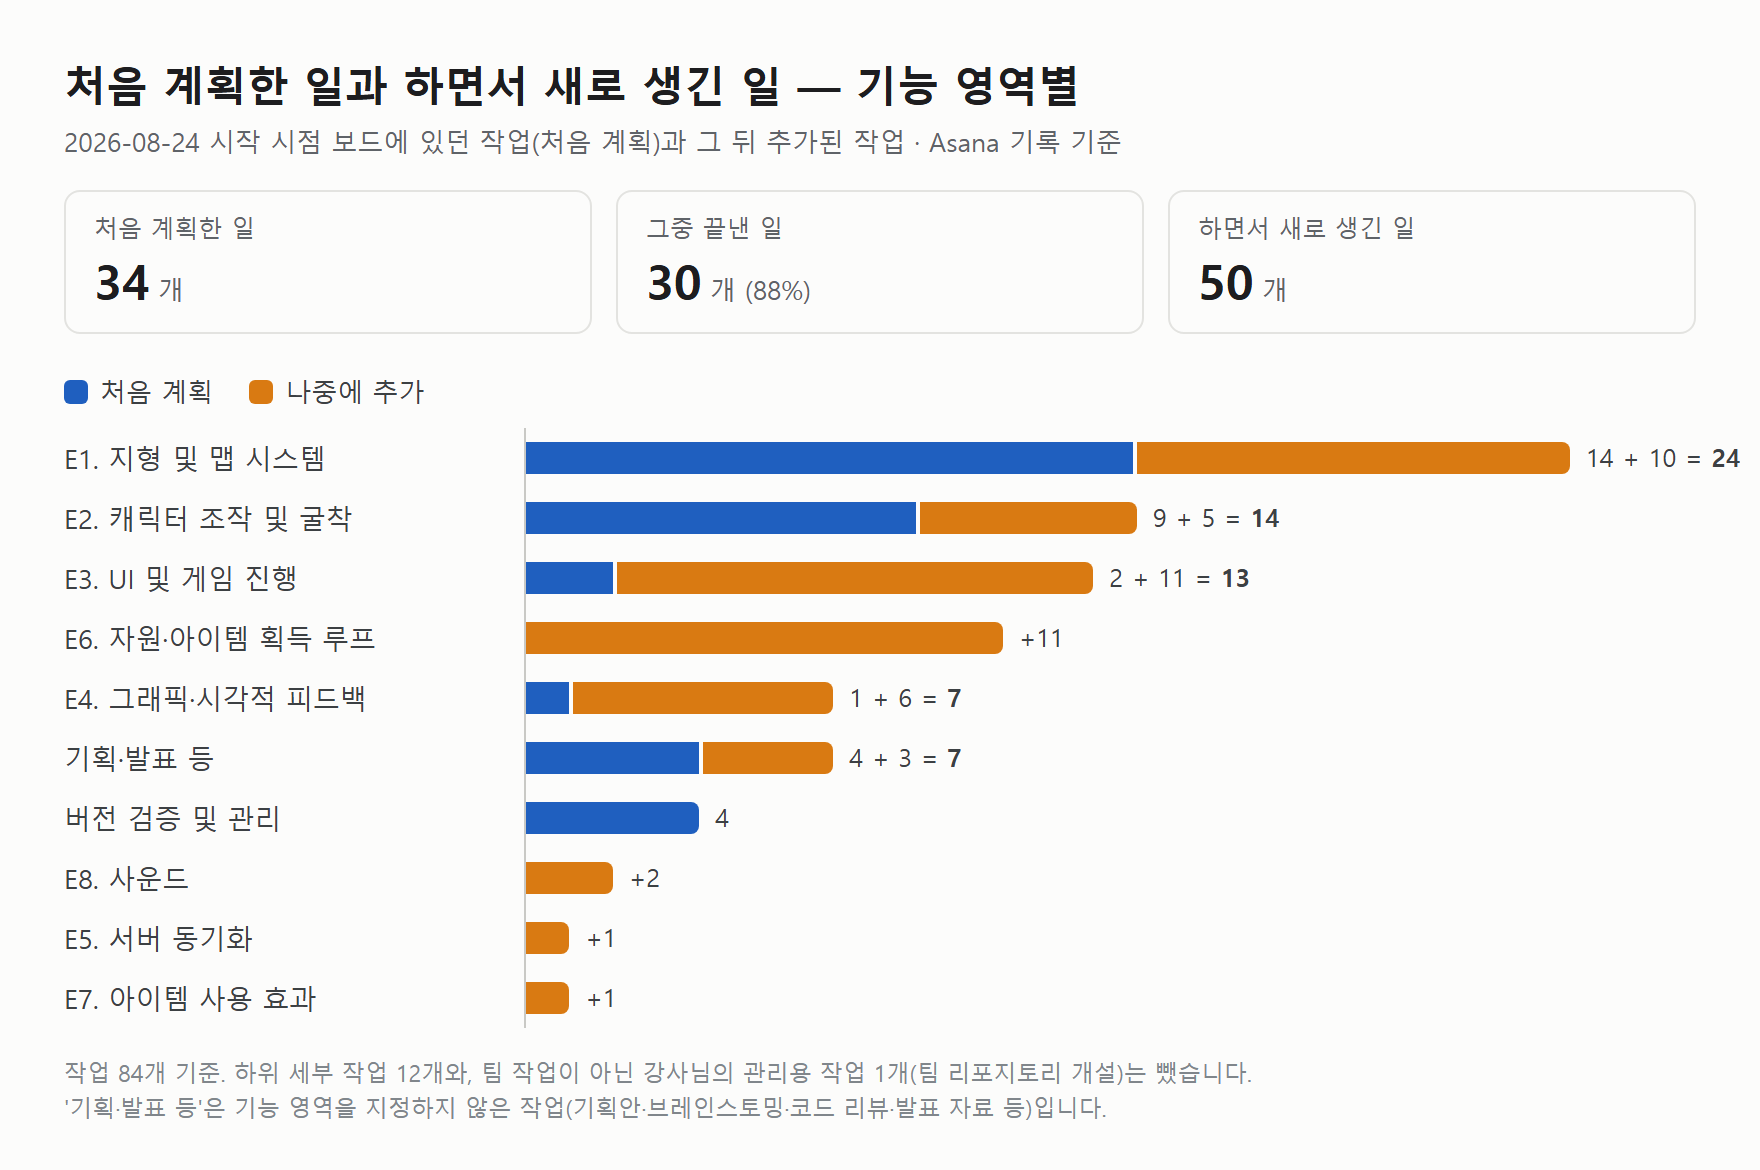 처음 계획한 일과 하면서 새로 생긴 일 — 기능 영역별
2026-08-24 시작 시점 보드에 있던 작업(처음 계획)과 그 뒤 추가된 작업 · Asana 기록 기준
처음 계획한 일
34 개
그중 끝낸 일
30 개 (88%)
하면서 새로 생긴 일
50 개
처음 계획
나중에 추가
E1. 지형 및 맵 시스템 14 + 10 = 24
E2. 캐릭터 조작 및 굴착 9 + 5 = 14
E3. UI 및 게임 진행 2 + 11 = 13
E6. 자원·아이템 획득 루프 +11
E4. 그래픽·시각적 피드백 1 + 6 = 7
기획·발표 등 4 + 3 = 7
버전 검증 및 관리 4
E8. 사운드 +2
E5. 서버 동기화 +1
E7. 아이템 사용 효과 +1
작업 84개 기준. 하위 세부 작업 12개와, 팀 작업이 아닌 강사님의 관리용 작업 1개(팀 리포지토리 개설)는 뺐습니다.
'기획·발표 등'은 기능 영역을 지정하지 않은 작업(기획안·브레인스토밍·코드 리뷰·발표 자료 등)입니다.